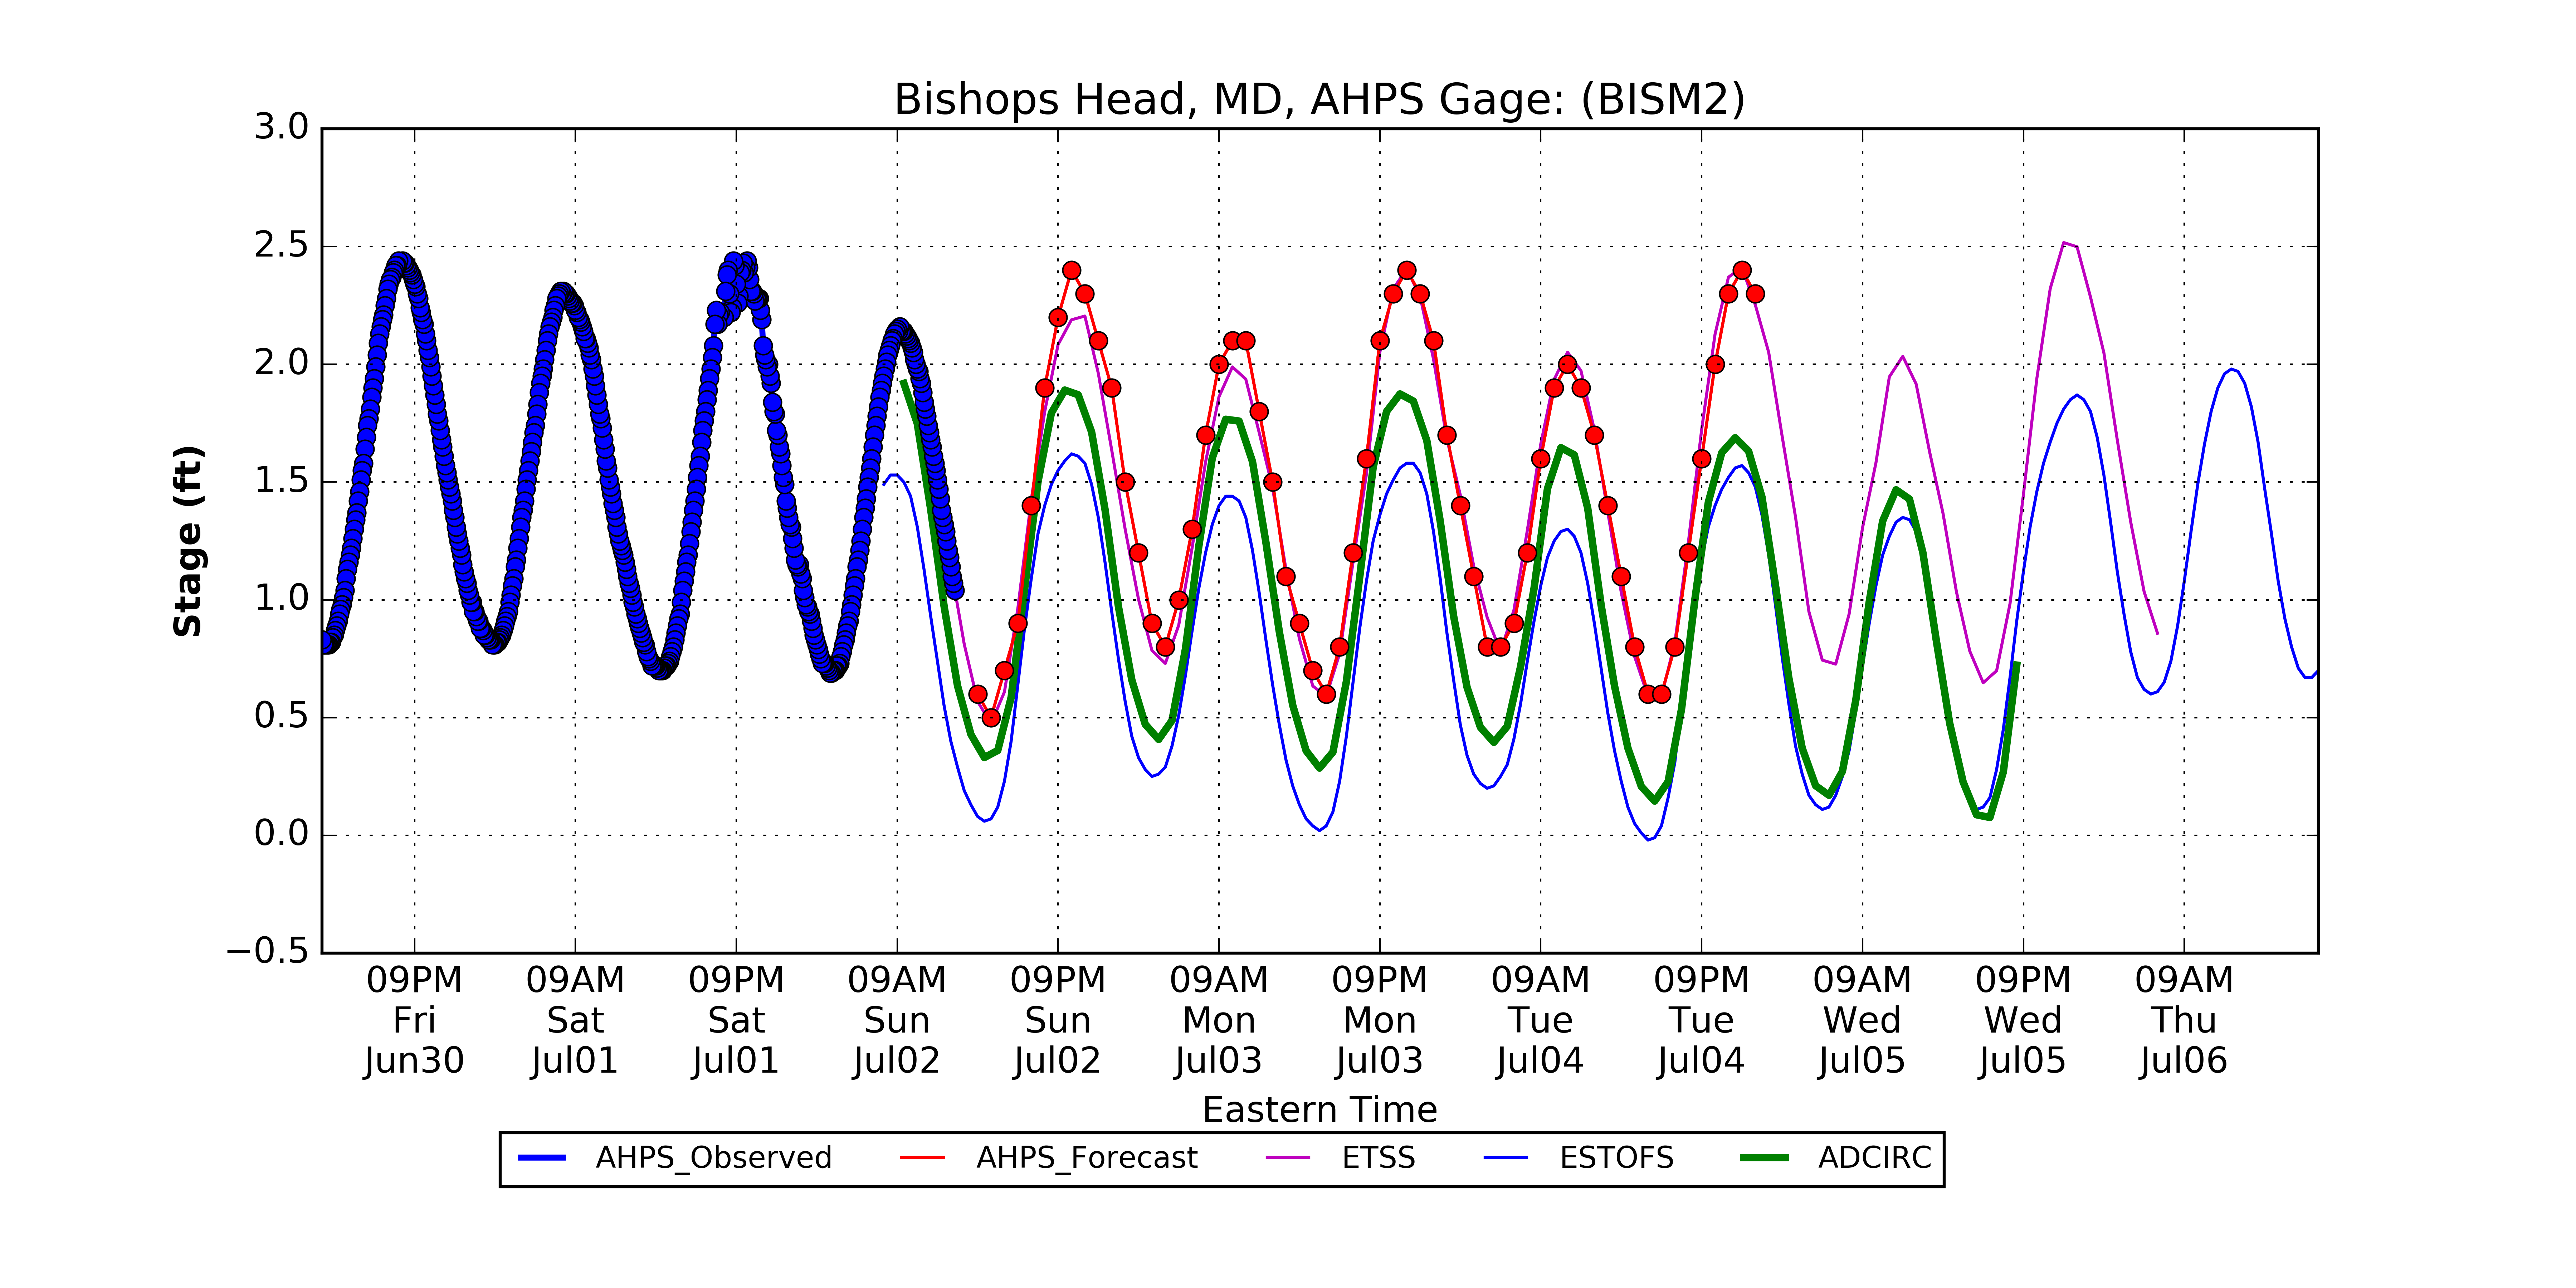 Bishops Head, MD, AHPS Gage: (BISM2)
3.0
2.5
2.0
1.5
1.0
0.5
0.0
−0.5
Stage (ft)
09PM 09AM 09PM 09AM 09PM 09AM 09PM 09AM 09PM 09AM 09PM 09AM
Fri Sat Sat Sun Sun Mon Mon Tue Tue Wed Wed Thu
Jun30 Jul01 Jul01 Jul02 Jul02 Jul03 Jul03 Jul04 Jul04 Jul05 Jul05 Jul06
Eastern Time
AHPS_Observed AHPS_Forecast ETSS ESTOFS ADCIRC